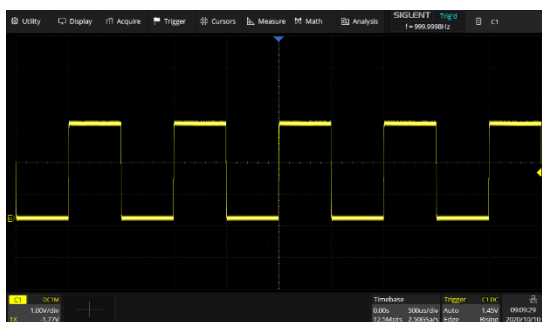 Utility Display Acquire Trigger Cursors Measure Math Analysis SIGLENT Trig'd C1
f = 999.9998Hz
C1 DC1M
1.00V/div
1X -1.77V
Timebase
0.00s 500us/div
12.5Mpts 2.50GSa/s
Trigger C1 DC
Auto 1.45V
Edge Rising
09:09:29
2020/10/10